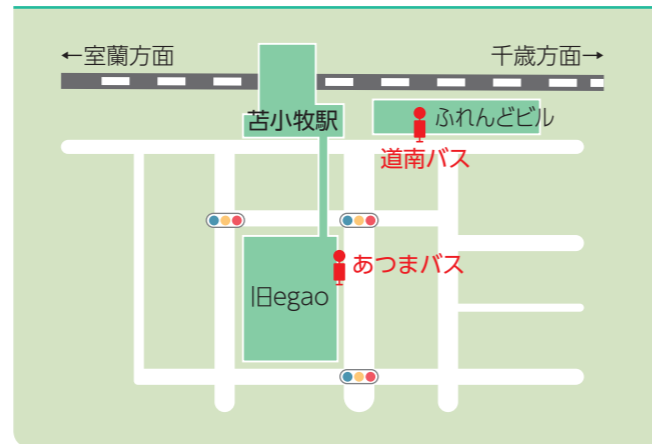 ←室蘭方面
千歳方面→
苫小牧駅
ふれんどビル
道南バス
あつまバス
旧egao